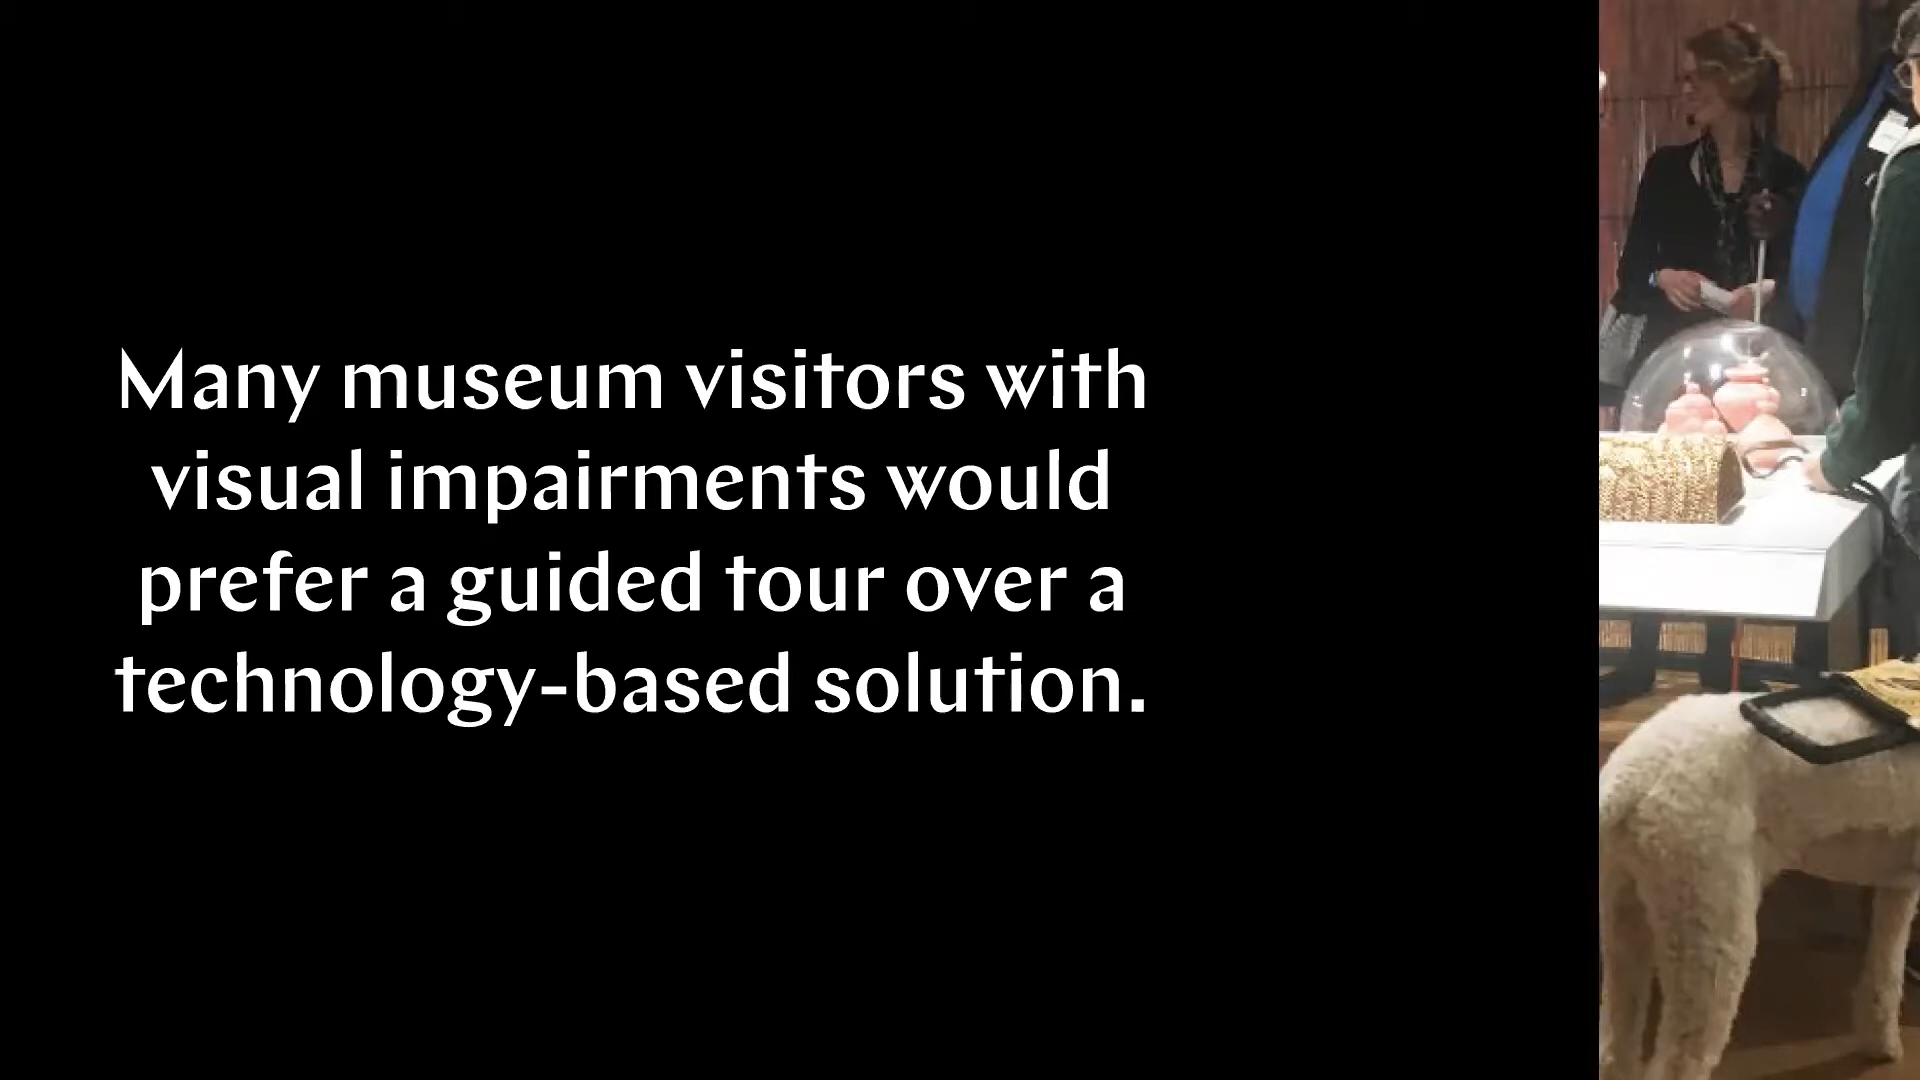 Many museum visitors with
visual impairments would
prefer a guided tour over a
technology-based solution.